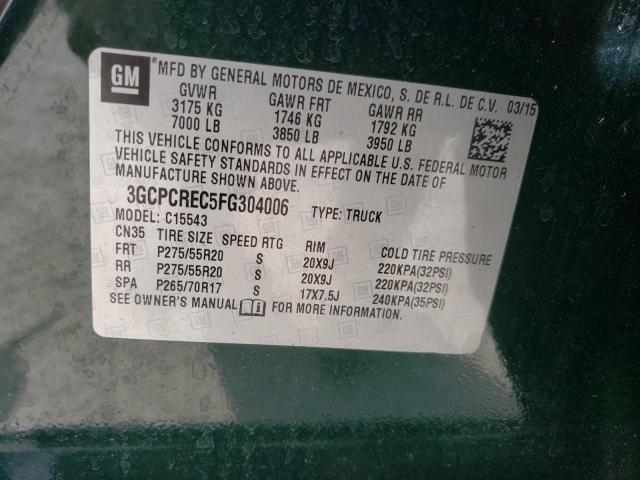 GM
*MFD BY GENERAL MOTORS DE MEXICO, S. DE R.L. DE C.V. 03/15
GVWR GAWR FRT GAWR RR
3175 KG 1746 KG 1792 KG
7000 LB 3850 LB 3950 LB
THIS VEHICLE CONFORMS TO ALL APPLICABLE U.S. FEDERAL MOTOR
VEHICLE SAFETY STANDARDS IN EFFECT ON THE DATE OF
MANUFACTURE SHOWN ABOVE.
3GCPCREC5FG304006 TYPE: TRUCK
MODEL: C15543
CN35 TIRE SIZE SPEED RTG RIM COLD TIRE PRESSURE
FRT P275/55R20 S 20X9J 220KPA(32PSI)
RR P275/55R20 S 20X9J 220KPA(32PSI)
SPA P265/70R17 S 17X7.5J 240KPA(35PSI)
SEE OWNER'S MANUAL FOR MORE INFORMATION.